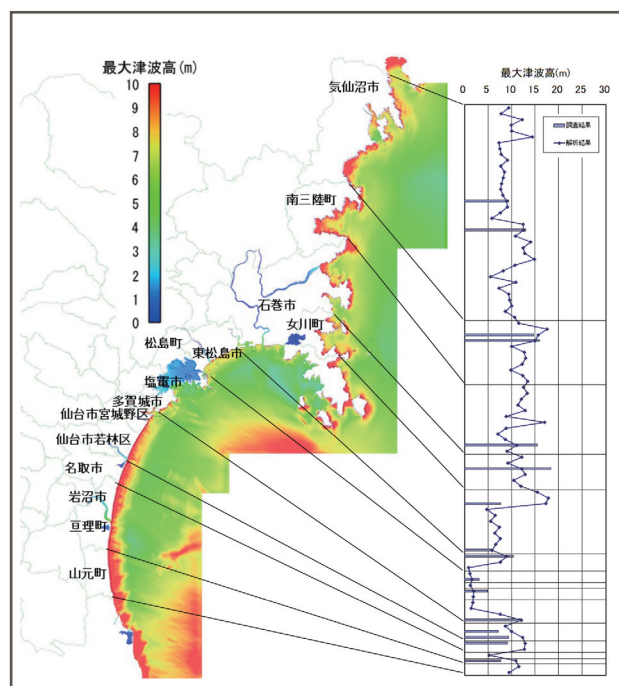 最大津波高(m)
10
9
8
7
6
5
4
3
2
1
0
気仙沼市
南三陸町
石巻市
女川町
松島町
東松島市
塩竈市
多賀城市
仙台市宮城野区
仙台市若林区
名取市
岩沼市
亘理町
山元町
最大津波高(m)
0 5 10 15 20 25 30
調査結果
解析結果